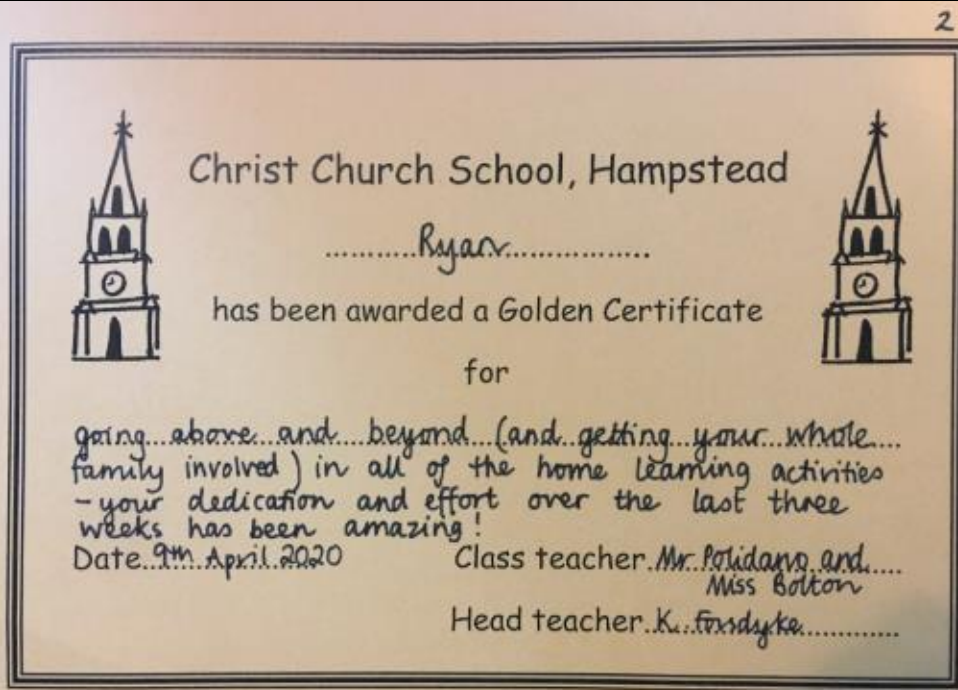 2
Christ Church School, Hampstead
Ryan
has been awarded a Golden Certificate
for
going above and beyond (and getting your whole
family involved) in all of the home learning activities
- your dedication and effort over the last three
weeks has been amazing!
Date 9th April 2020 Class teacher Mr Polidano and
Miss Bolton
Head teacher K. Forsdyke